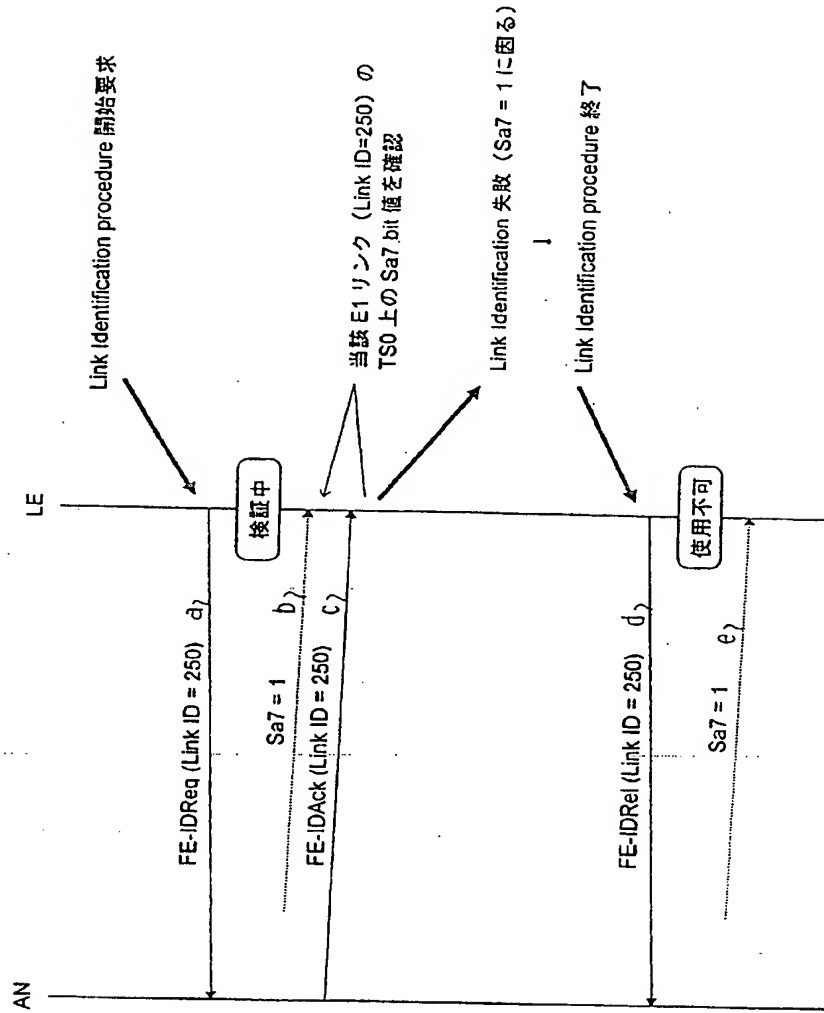 AN
LE
Link Identification procedure 開始要求
FE-IDReq (Link ID = 250) a
検証中
Sa7 = 1 b
FE-IDAck (Link ID = 250) c
当該 E1 リンク (Link ID=250) の
TS0 上の Sa7 bit 値を確認
Link Identification 失敗 (Sa7 = 1 に因る)
↓
Link Identification procedure 終了
FE-IDRel (Link ID = 250) d
使用不可
Sa7 = 1 e